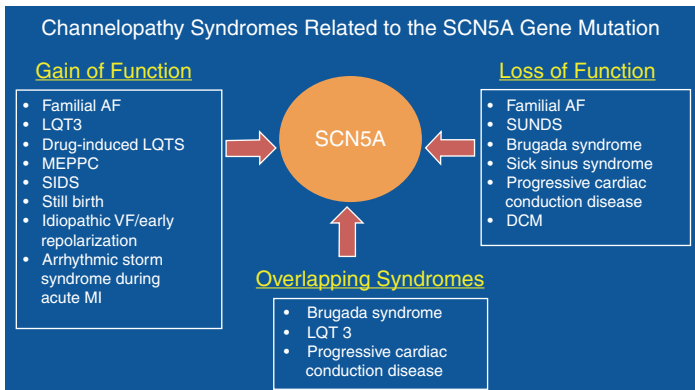 Channelopathy Syndromes Related to the SCN5A Gene Mutation
Gain of Function
• Familial AF
• LQT3
• Drug-induced LQTS
• MEPPC
• SIDS
• Still birth
• Idiopathic VF/early
repolarization
• Arrhythmic storm
syndrome during
acute MI
SCN5A
Loss of Function
• Familial AF
• SUNDS
• Brugada syndrome
• Sick sinus syndrome
• Progressive cardiac
conduction disease
• DCM
Overlapping Syndromes
• Brugada syndrome
• LQT 3
• Progressive cardiac
conduction disease